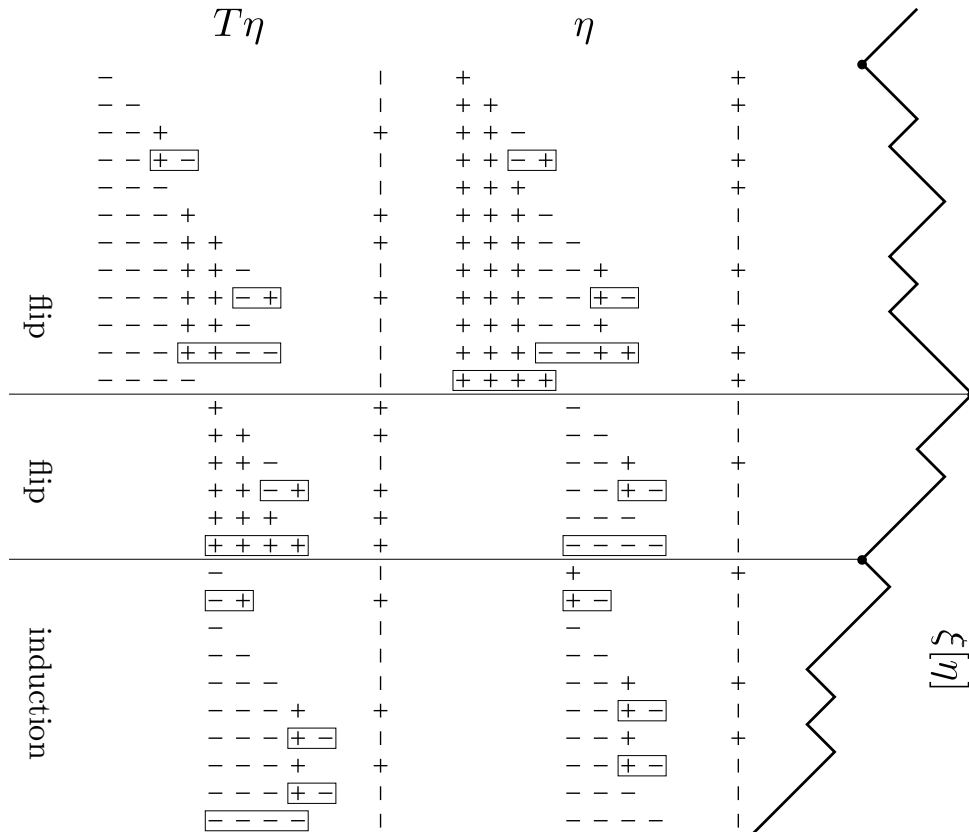 Tη η
− | + +
− − | + + +
− − + + + + − |
− − + − | + + − + +
− − − | + + + +
− − − + + + + + − |
− − − + + + + + + − − |
− − − + + − | + + + − − + +
− − − + + − + + + + + − − + − |
− − − + + − | + + + − − + +
− − − + + − − | + + + − − + + +
− − − − | + + + + +
flip
+ + − |
+ + + − − |
+ + − | − − + +
+ + − + + − − + − |
+ + + + − − − |
+ + + + + − − − − |
flip
− | + +
− + + + − |
− | − |
− − | − − |
− − − | − − + +
− − − + + − − + − |
− − − + − | − − + +
− − − + + − − + − |
− − − + − | − − − − |
− − − − | − − − − |
induction
ξ[η]